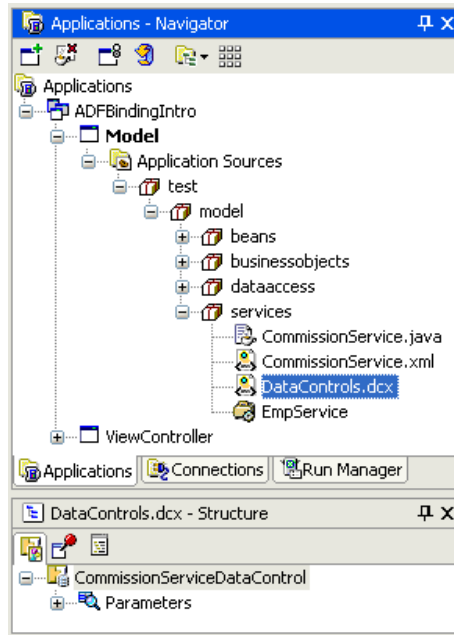 Applications - Navigator
Applications
ADFBindingIntro
Model
Application Sources
test
model
beans
businessobjects
dataaccess
services
CommissionService.java
CommissionService.xml
DataControls.dcx
EmpService
ViewController
Applications Connections Run Manager
DataControls.dcx - Structure
CommissionServiceDataControl
Parameters